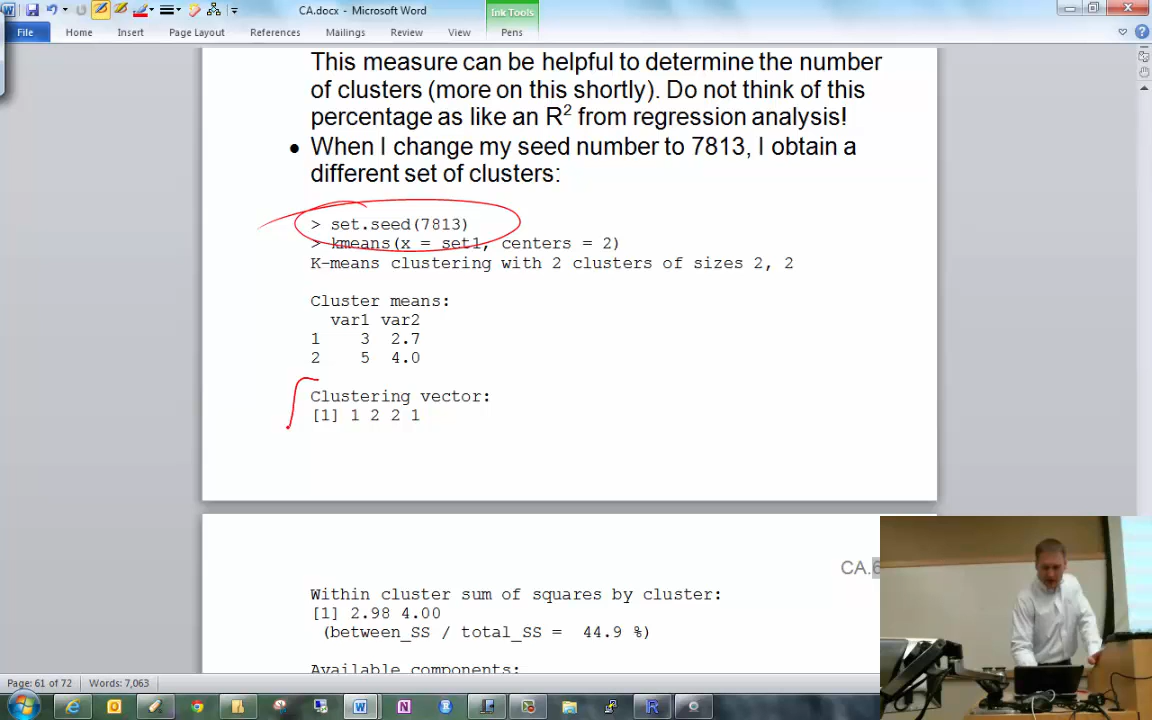 CA.docx - Microsoft Word
Ink Tools
File Home Insert Page Layout References Mailings Review View Pens
This measure can be helpful to determine the number
of clusters (more on this shortly). Do not think of this
percentage as like an R² from regression analysis!
• When I change my seed number to 7813, I obtain a
different set of clusters:
> set.seed(7813)
> kmeans(x = set1, centers = 2)
K-means clustering with 2 clusters of sizes 2, 2
Cluster means:
var1 var2
1 3 2.7
2 5 4.0
Clustering vector:
[1] 1 2 2 1
CA.6
Within cluster sum of squares by cluster:
[1] 2.98 4.00
(between_SS / total_SS = 44.9 %)
Available components:
Page: 61 of 72 Words: 7,063